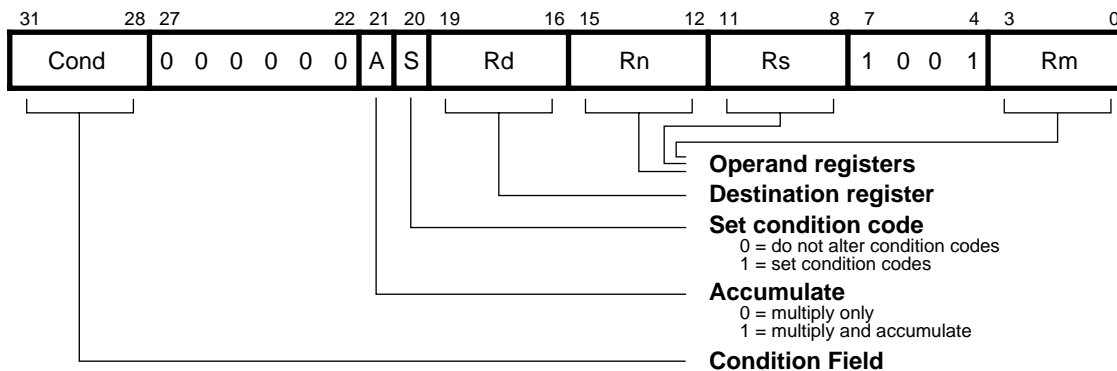 31 28 27 22 21 20 19 16 15 12 11 8 7 4 3 0
Cond 0 0 0 0 0 0 A S Rd Rn Rs 1 0 0 1 Rm
Operand registers
Destination register
Set condition code
0 = do not alter condition codes
1 = set condition codes
Accumulate
0 = multiply only
1 = multiply and accumulate
Condition Field